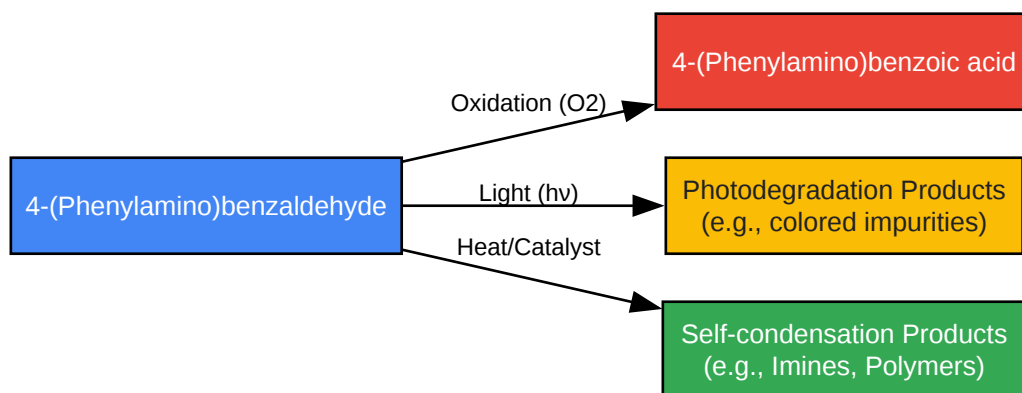 4-(Phenylamino)benzoic acid
Oxidation (O2)
4-(Phenylamino)benzaldehyde
Light (hν)
Photodegradation Products
(e.g., colored impurities)
Heat/Catalyst
Self-condensation Products
(e.g., Imines, Polymers)